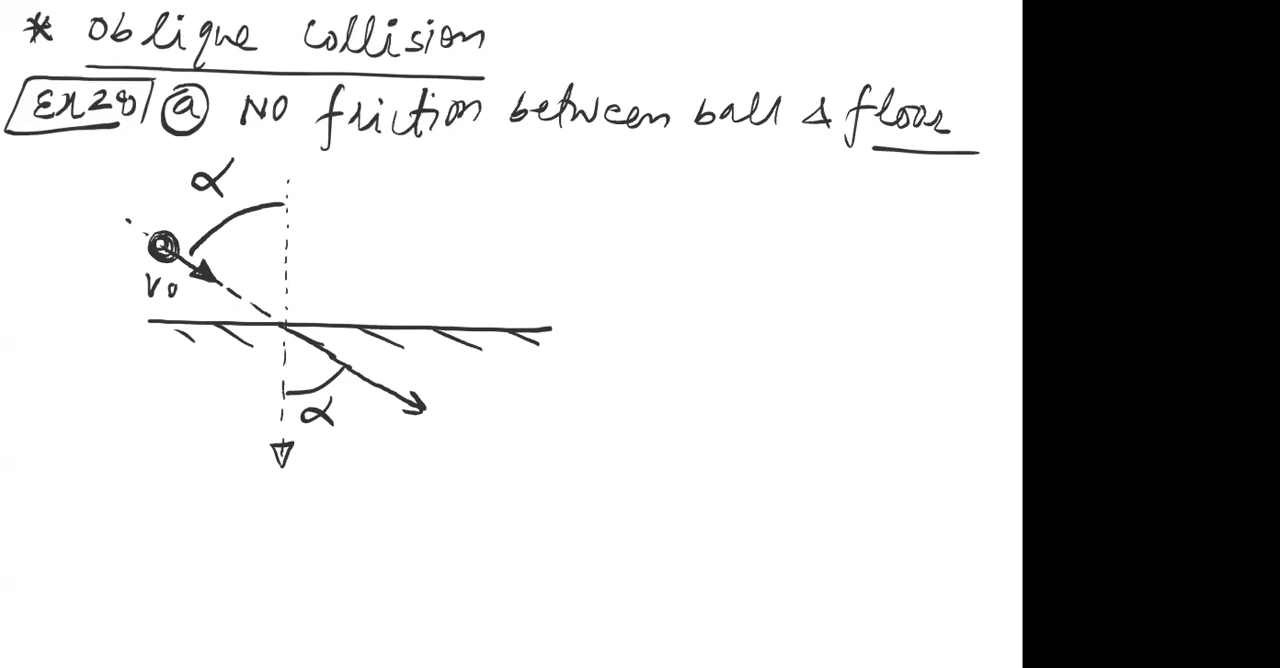 * Oblique Collision
Ex 28 ⓐ NO friction between ball & floor
α
V₀
α